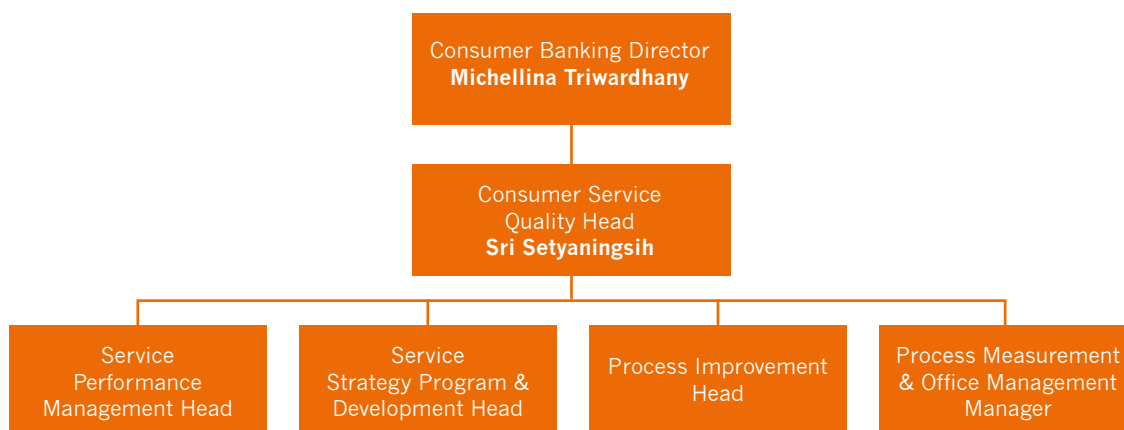 Consumer Banking Director
Michellina Triwardhany
Consumer Service
Quality Head
Sri Setyaningsih
Service
Performance
Management Head
Service
Strategy Program &
Development Head
Process Improvement
Head
Process Measurement
& Office Management
Manager